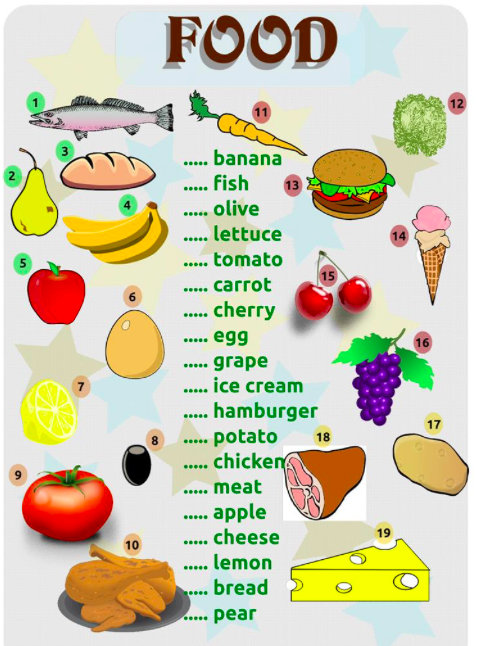 FOOD
1
11
12
3
..... banana
2
13
..... fish
4
..... olive
14
..... lettuce
5
..... tomato
15
..... carrot
6
..... cherry
..... egg
16
..... grape
7
..... ice cream
..... hamburger
17
8
..... potato
18
9
..... chicken
..... meat
..... apple
10
..... cheese
19
..... lemon
..... bread
..... pear